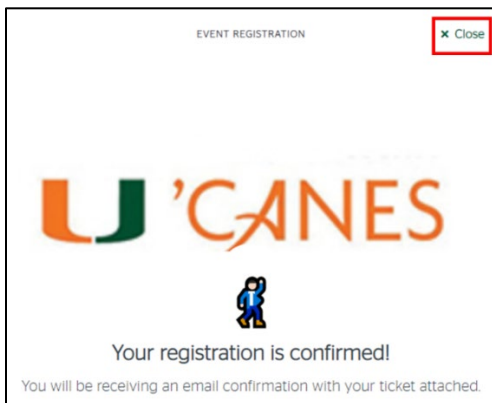 EVENT REGISTRATION
× Close
U 'CANES
Your registration is confirmed!
You will be receiving an email confirmation with your ticket attached.